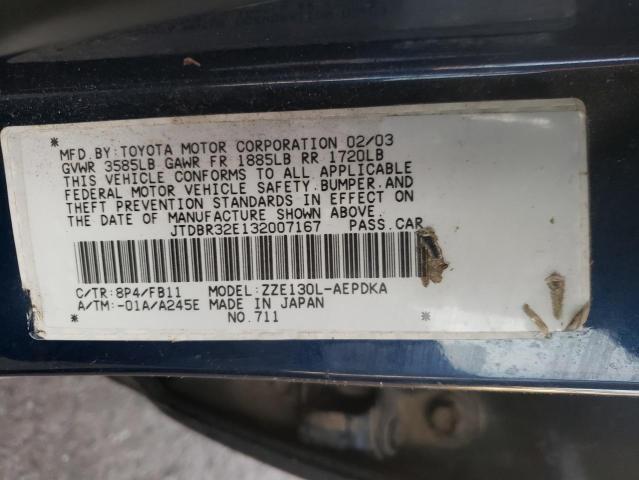 MFD.BY:TOYOTA MOTOR CORPORATION 02/03
GVWR 3585LB GAWR FR 1885LB RR 1720LB
THIS VEHICLE CONFORMS TO ALL APPLICABLE
FEDERAL MOTOR VEHICLE SAFETY.BUMPER.AND
THEFT PREVENTION STANDARDS IN EFFECT ON
THE DATE OF MANUFACTURE SHOWN ABOVE.
JTDBR32E132007167 PASS.CAR
C/TR:8P4/FB11 MODEL:ZZE130L-AEPDKA
A/TM:-01A/A245E MADE IN JAPAN
NO.711